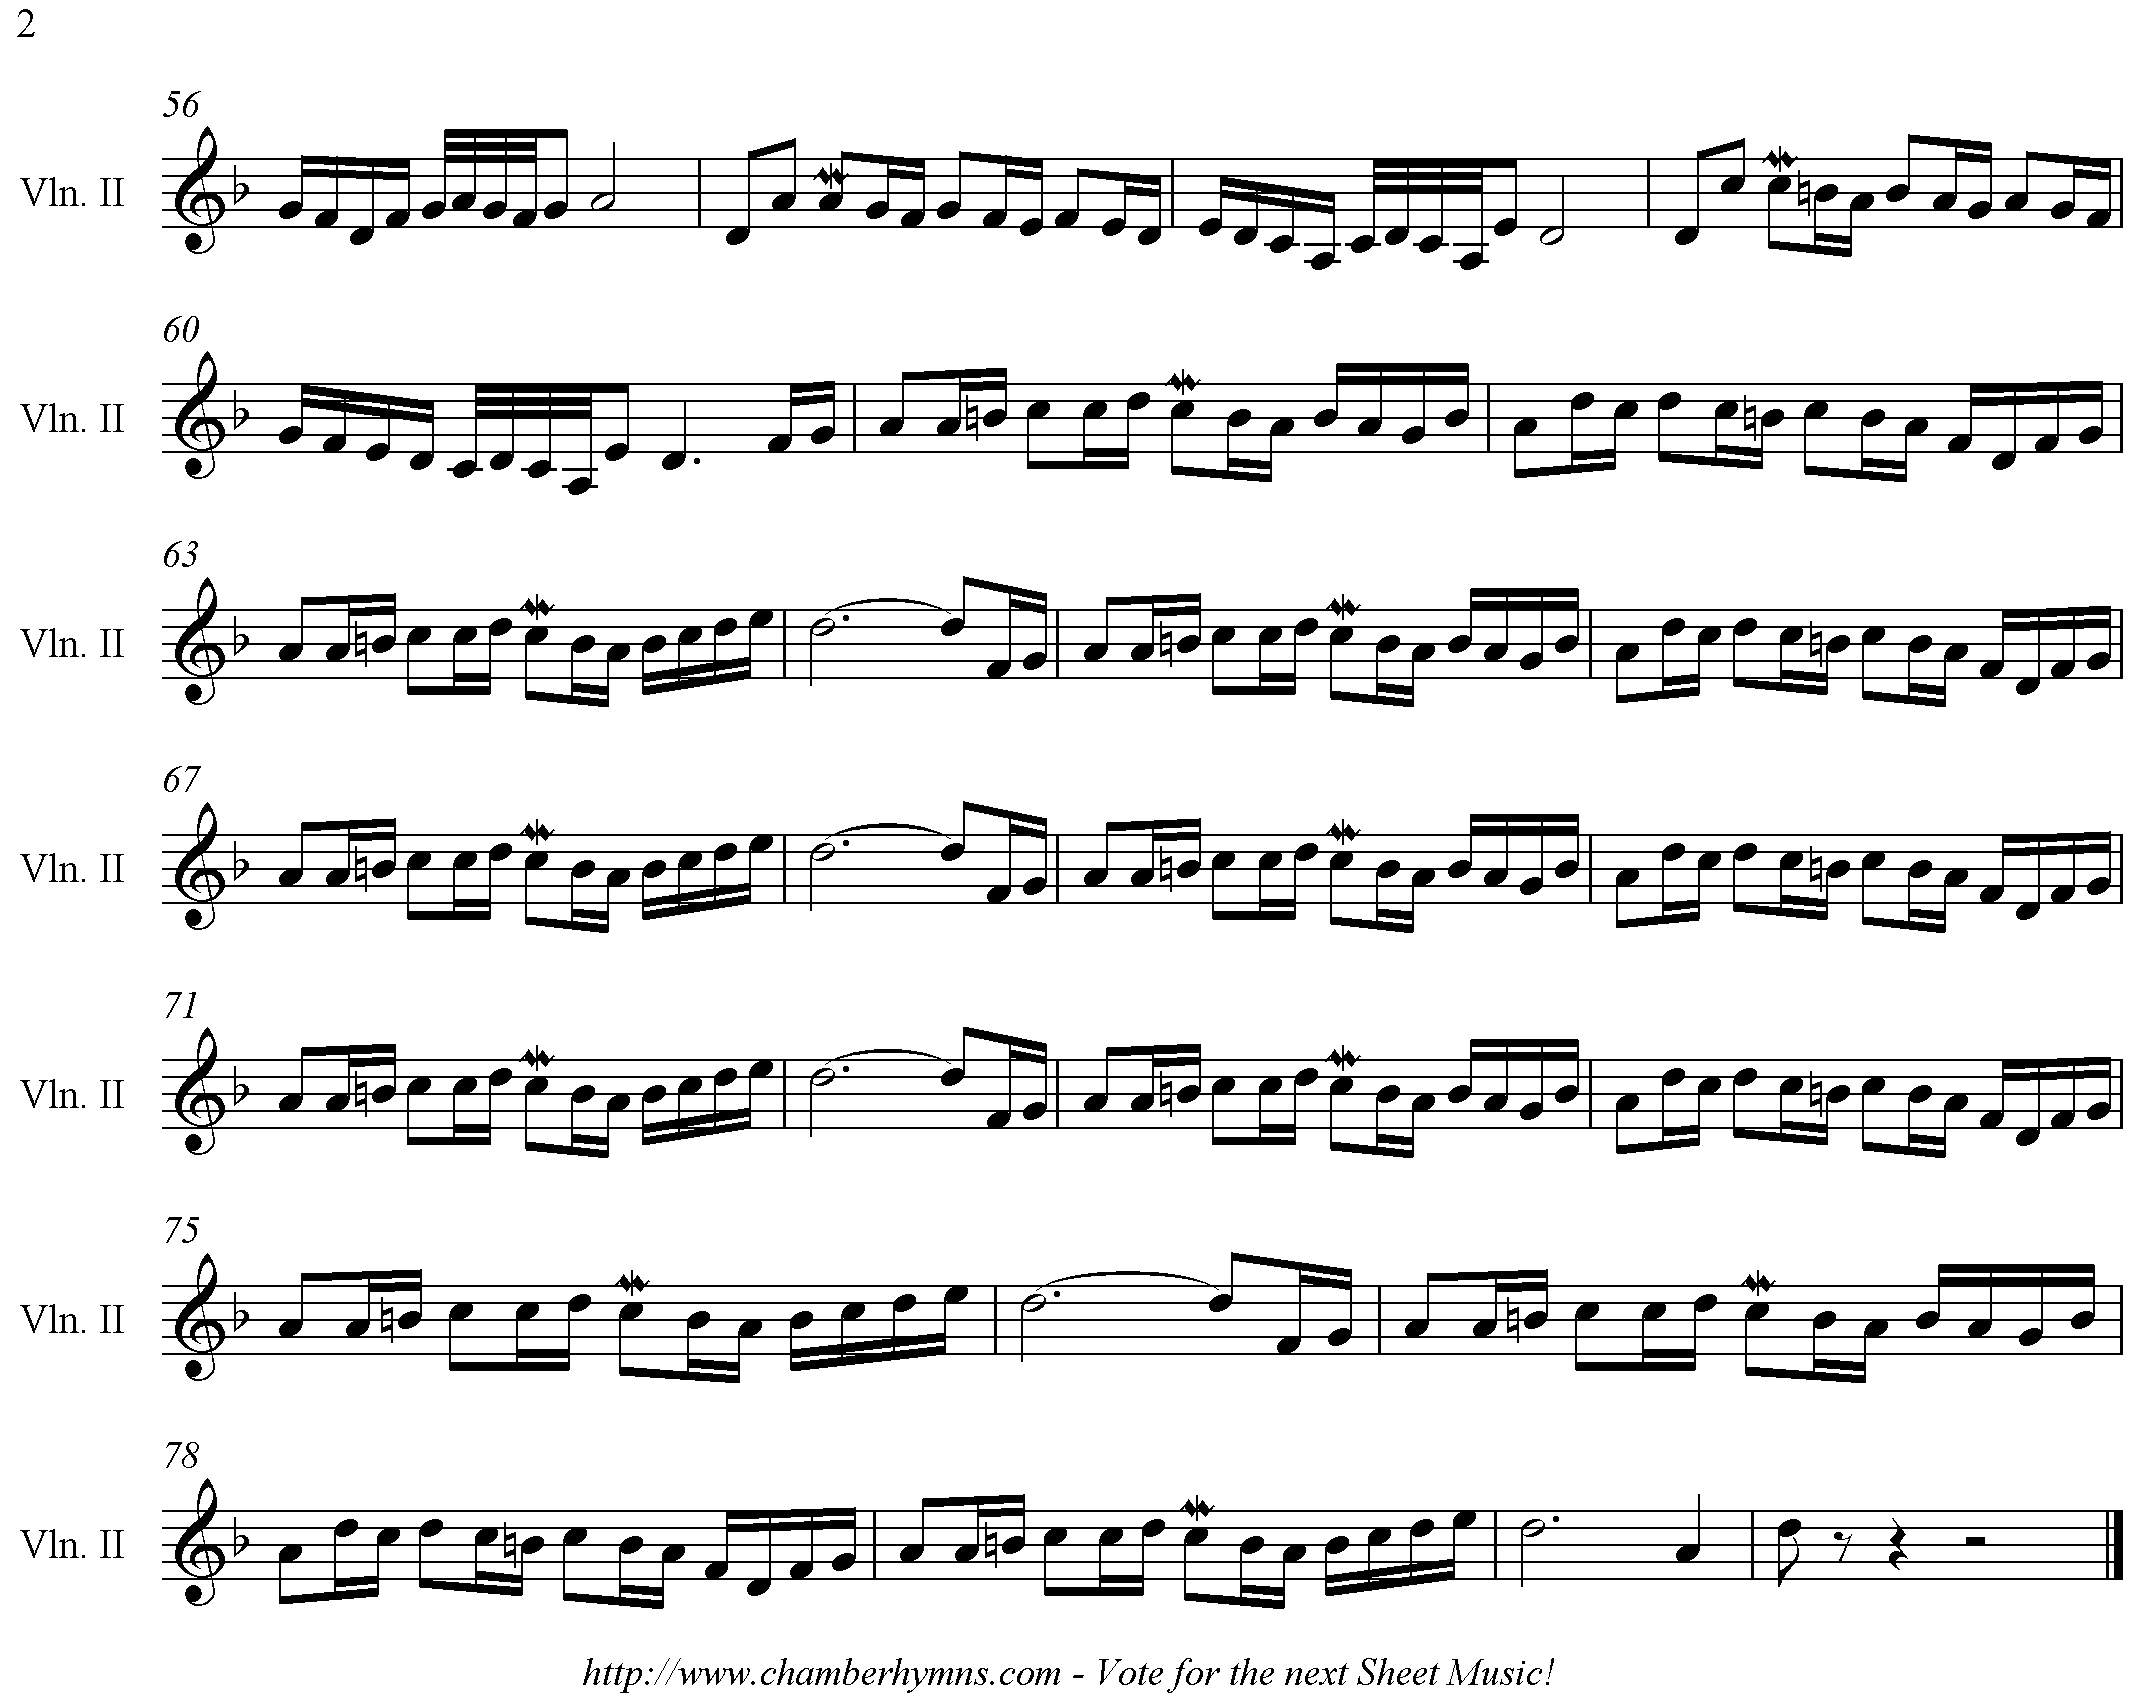 2
56
Vln. II
60
Vln. II
63
Vln. II
67
Vln. II
71
Vln. II
75
Vln. II
78
Vln. II
http://www.chamberhymns.com - Vote for the next Sheet Music!